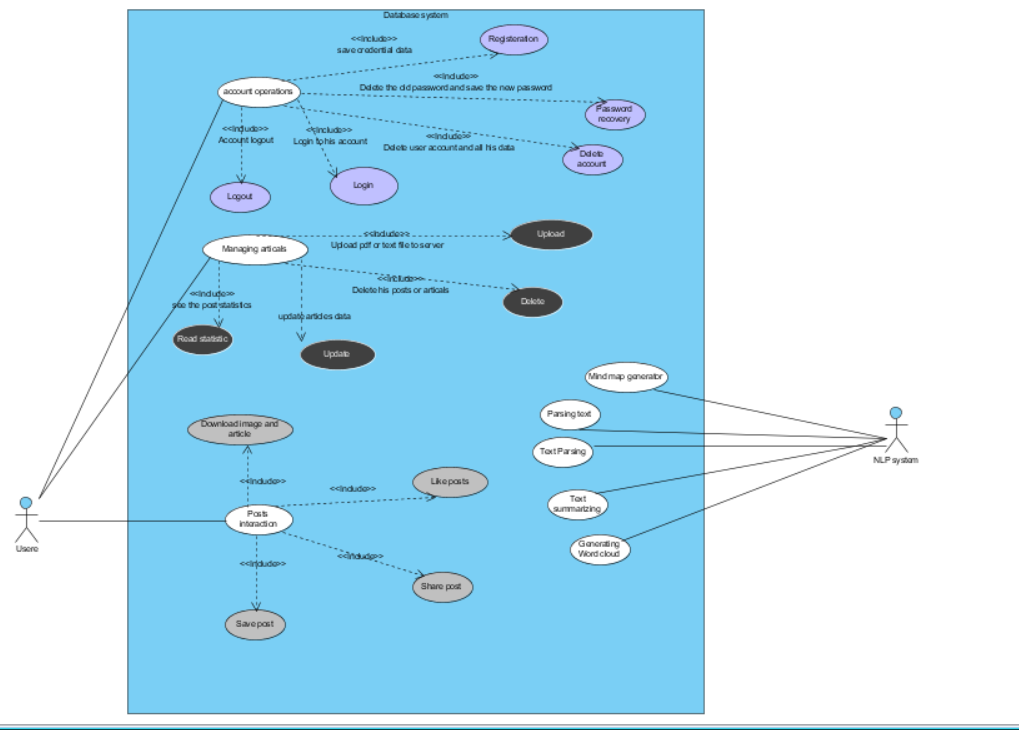 Database system
<<Include>>
save credential data
Registeration
<<Include>>
Delete the old password and save the new password
account operations
Password
recovery
<<Include>>
Account logout
<<Include>>
Login to his account
<<Include>>
Delete user account and all his data
Delete
account
Logout
Login
Managing articals
<<Include>>
Upload pdf or text file to server
Upload
<<Include>>
see the post statistics
<<Include>>
Delete his posts or articals
Delete
update articles data
Read statistic
Update
Mind map generator
Parsing text
Download image and
article
Text Parsing
NLP system
<<Include>>
<<Include>>
Like posts
Posts
interaction
Text
summarizing
Usere
Generating
Word cloud
<<Include>>
<<Include>>
Share post
Save post